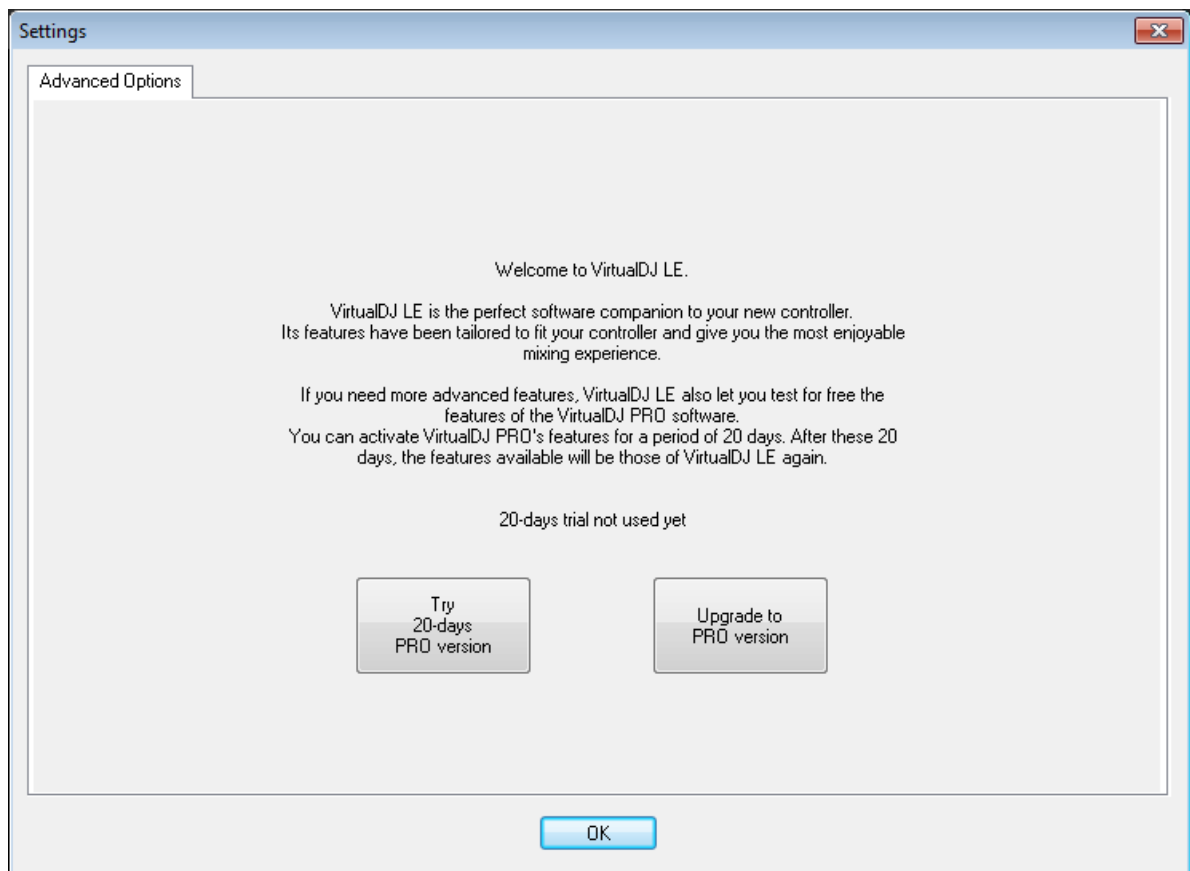 Settings
Advanced Options
Welcome to VirtualDJ LE.
VirtualDJ LE is the perfect software companion to your new controller.
Its features have been tailored to fit your controller and give you the most enjoyable
mixing experience.
If you need more advanced features, VirtualDJ LE also let you test for free the
features of the VirtualDJ PRO software.
You can activate VirtualDJ PRO's features for a period of 20 days. After these 20
days, the features available will be those of VirtualDJ LE again.
20-days trial not used yet
Try
20-days
PRO version
Upgrade to
PRO version
OK